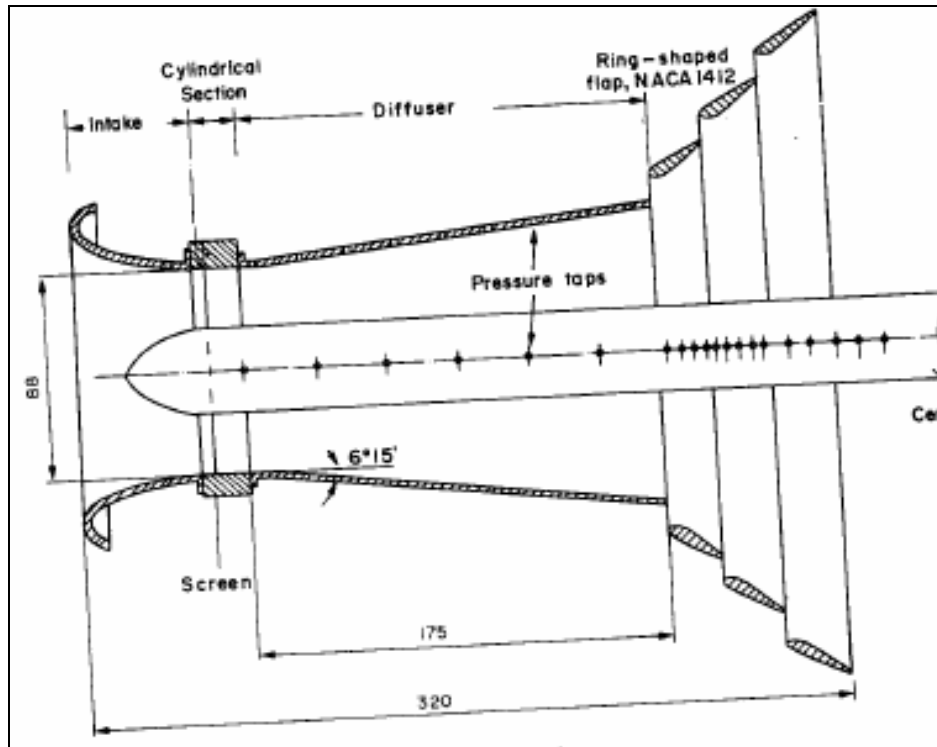 Ring-shaped
flap, NACA 1412
Cylindrical
Section
Intake
Diffuser
Pressure taps
88
6°15'
Screen
175
320